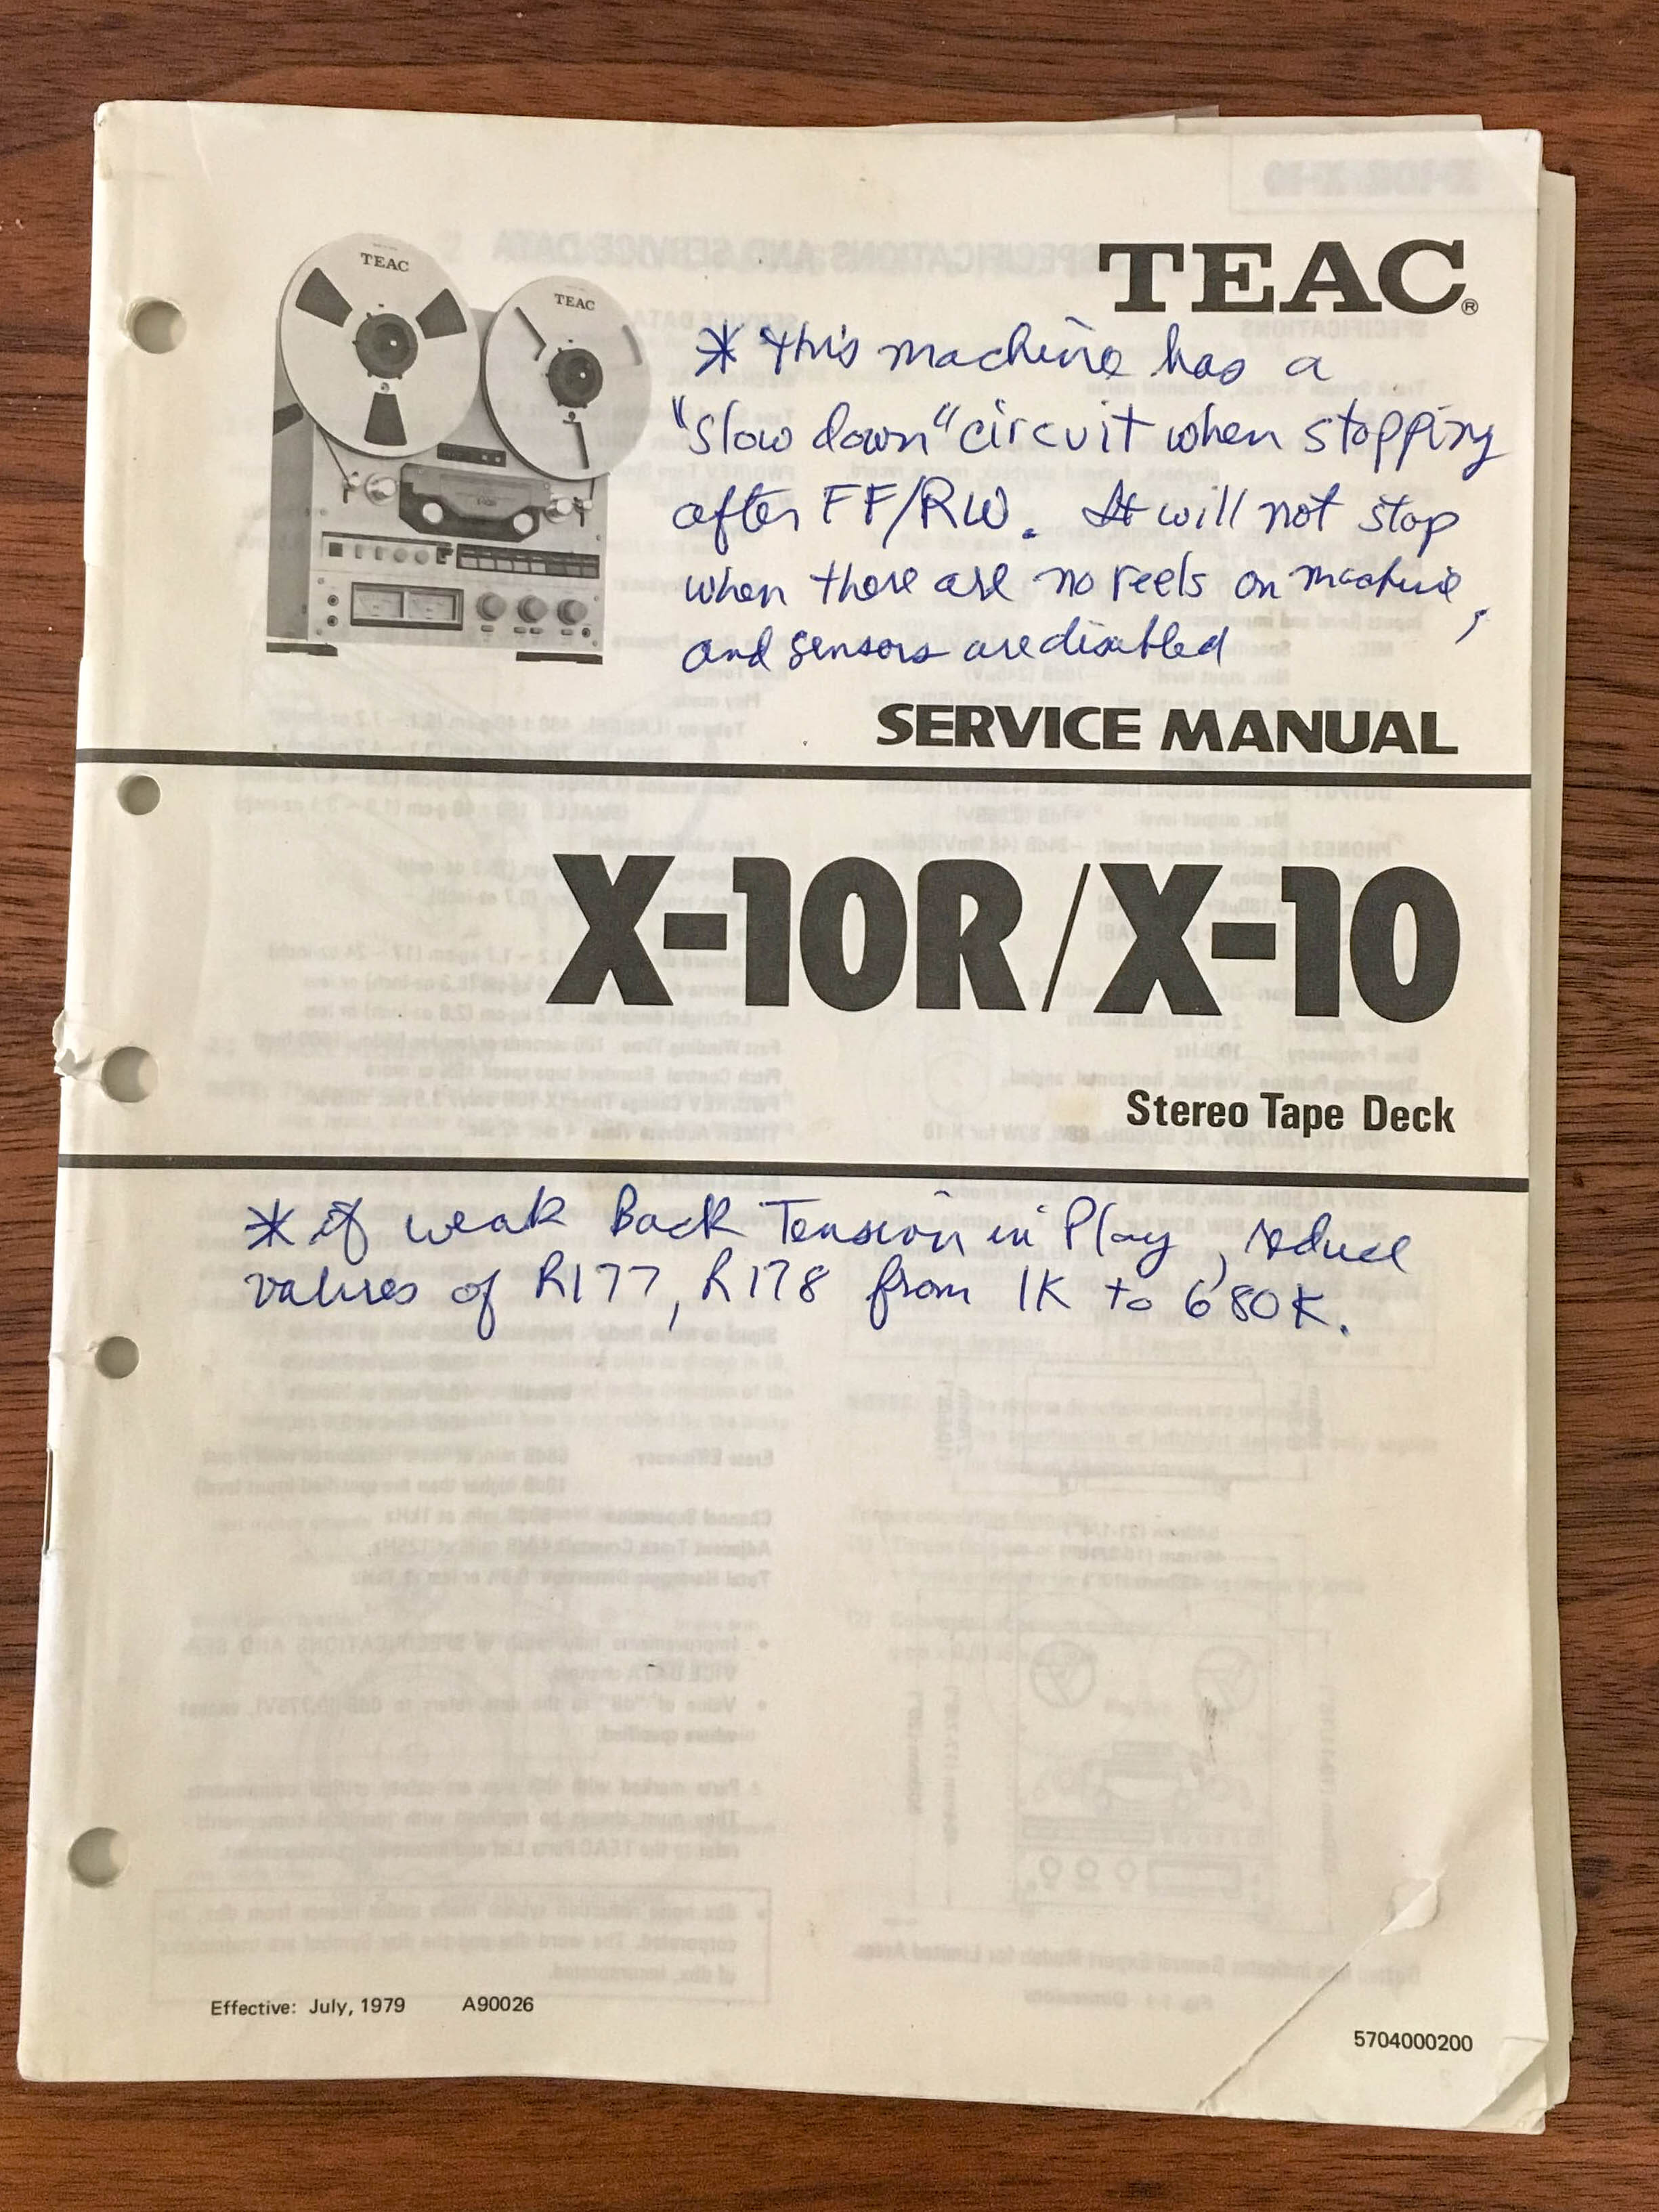 TEAC
TEAC
TEAC®
* this machine has a
"slow down" circuit when stopping
after FF/RW. It will not stop
when there are no reels on machine,
and sensors are disabled
SERVICE MANUAL
X-10R/X-10
Stereo Tape Deck
* if weak Back Tension in Play, reduce
values of R177, R178 from 1K to 680K.
Effective: July, 1979 A90026
5704000200